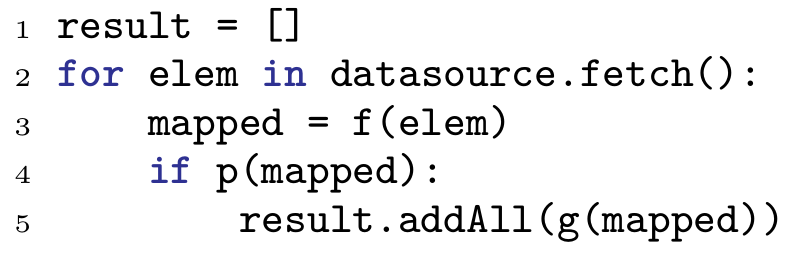 1 result = []
2 for elem in datasource.fetch():
3     mapped = f(elem)
4     if p(mapped):
5         result.addAll(g(mapped))